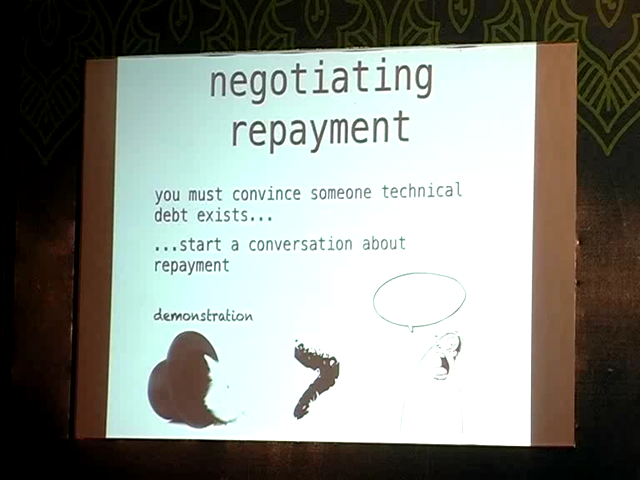 negotiating
repayment
you must convince someone technical
debt exists...
...start a conversation about
repayment
demonstration
>